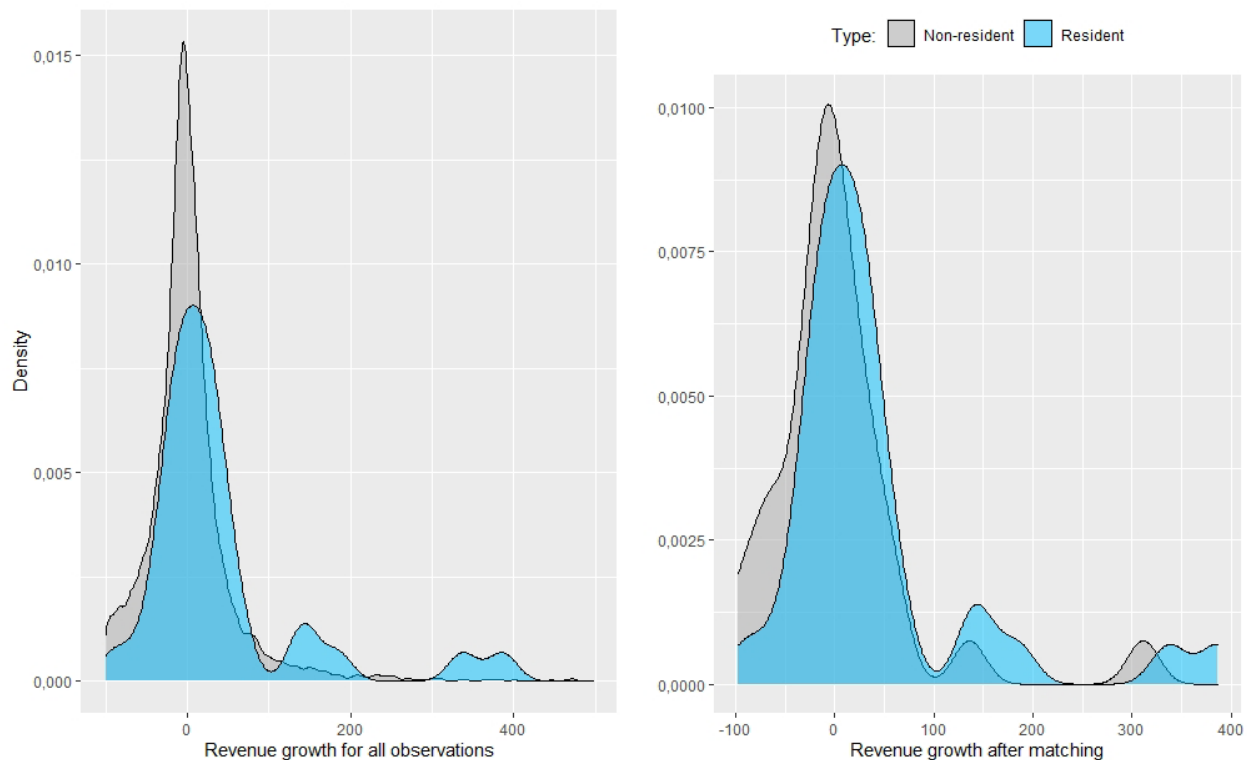 Type: Non-resident Resident
Density
0,015
0,010
0,005
0,000
0 200 400
Revenue growth for all observations
0,0100
0,0075
0,0050
0,0025
0,0000
-100 0 100 200 300 400
Revenue growth after matching